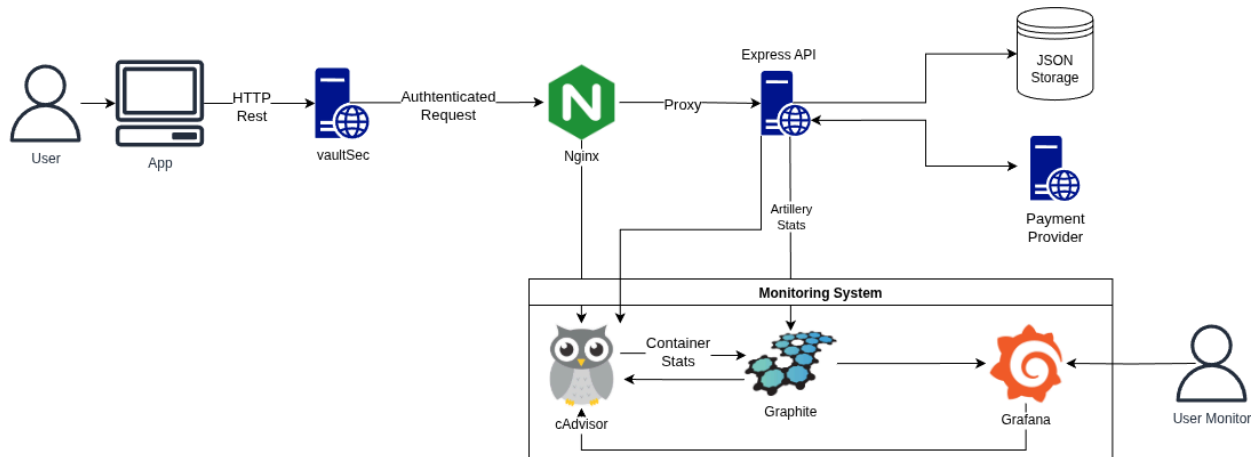 Express API
JSON
Storage
HTTP
Rest
Authtenticated
Request
Proxy
N
User
App
vaultSec
Nginx
Artillery
Stats
Payment
Provider
Monitoring System
Container
Stats
cAdvisor
Graphite
Grafana
User Monitor